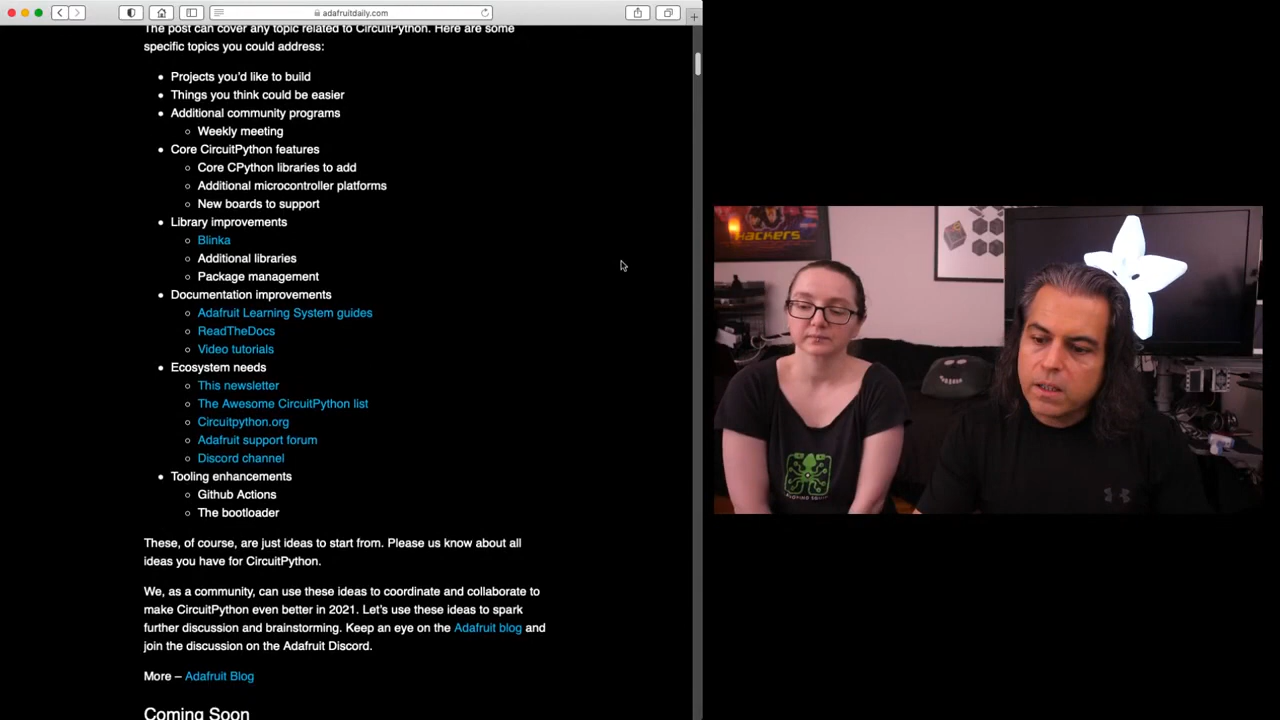 adafruitdaily.com
The post can cover any topic related to CircuitPython. Here are some
specific topics you could address:
Projects you'd like to build
Things you think could be easier
Additional community programs
Weekly meeting
Core CircuitPython features
Core CPython libraries to add
Additional microcontroller platforms
New boards to support
Library improvements
Blinka
Additional libraries
Package management
Documentation improvements
Adafruit Learning System guides
ReadTheDocs
Video tutorials
Ecosystem needs
This newsletter
The Awesome CircuitPython list
Circuitpython.org
Adafruit support forum
Discord channel
Tooling enhancements
Github Actions
The bootloader
These, of course, are just ideas to start from. Please us know about all
ideas you have for CircuitPython.
We, as a community, can use these ideas to coordinate and collaborate to
make CircuitPython even better in 2021. Let's use these ideas to spark
further discussion and brainstorming. Keep an eye on the Adafruit blog and
join the discussion on the Adafruit Discord.
More – Adafruit Blog
Coming Soon
HACKERS